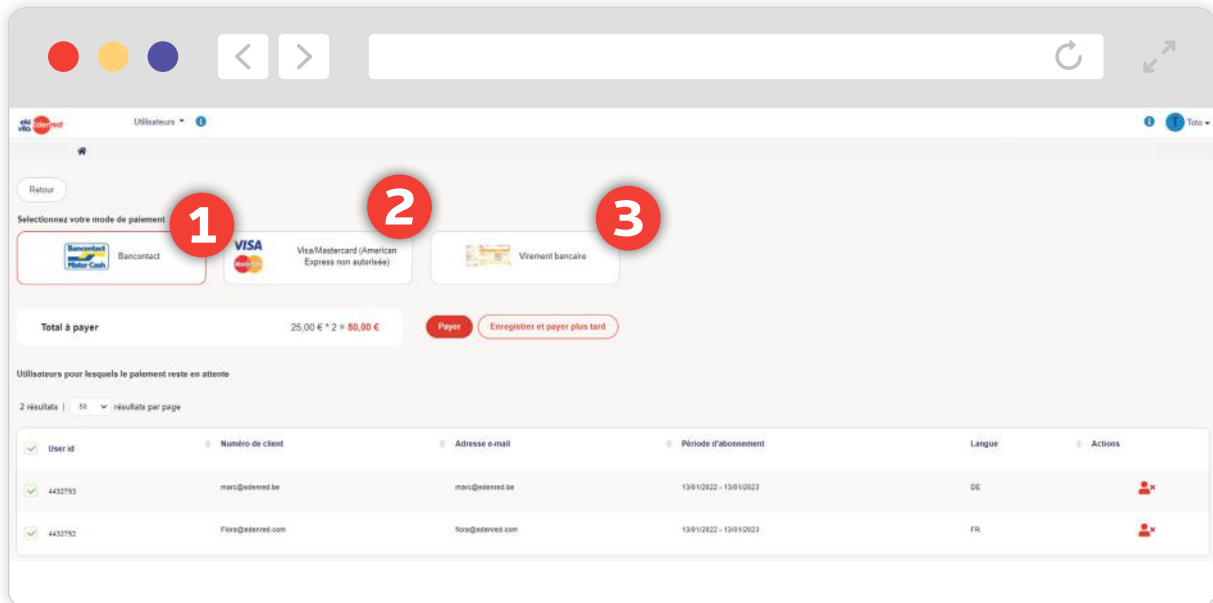 ekivita Edenred Utilisateurs Toto
Retour
Selectionnez votre mode de paiement
1 2 3
Bancontact Mister Cash Bancontact
VISA MasterCard Visa/Mastercard (American Express non autorisée)
Virement bancaire
Total à payer 25,00 € * 2 = 50,00 € Payer Enregistrer et payer plus tard
Utilisateurs pour lesquels le paiement reste en attente
2 résultats | 50 résultats par page
User id Numéro de client Adresse e-mail Période d'abonnement Langue Actions
4432753 marc@edenred.be marc@edenred.be 13/01/2022 - 13/01/2023 DE
4432752 Flora@edenred.com flora@edenred.com 13/01/2022 - 13/01/2023 FR